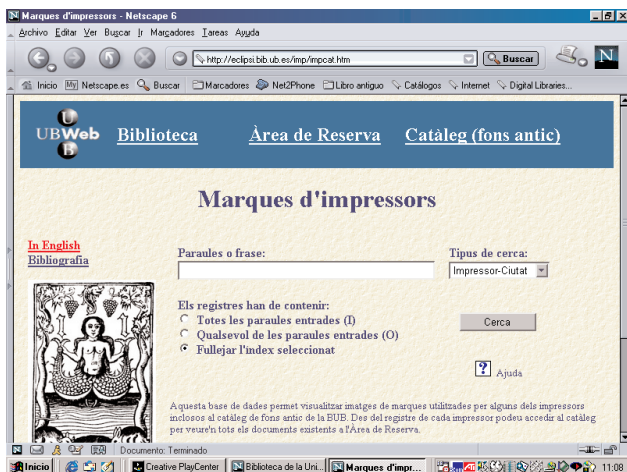 Marques d'impressors - Netscape 6
Archivo Editar Ver Buscar Ir Marcadores Tareas Ayuda
http://eclipsi.bib.ub.es/imp/impcat.htm
Buscar
N
Inicio My Netscape.es Buscar Marcadores Net2Phone Libro antiguo Catálogos Internet Digital Libraries...
U
UBWeb
B
Biblioteca Àrea de Reserva Catàleg (fons antic)
Marques d'impressors
In English
Bibliografia
Paraules o frase:
Tipus de cerca:
Impressor-Ciutat
Els registres han de contenir:
Totes les paraules entrades (I)
Qualsevol de les paraules entrades (O)
Fullejar l'índex seleccionat
Cerca
? Ajuda
Aquesta base de dades permet visualitzar imatges de marques utilitzades per alguns dels impressors
inclosos al catàleg de fons antic de la BUB. Des del registre de cada impressor podeu accedir al catàleg
per veure'n tots els documents existents a l'Àrea de Reserva.
Documento: Terminado
Inicio
Creative PlayCenter
Biblioteca de la Uni...
Marques d'impr...
11:08